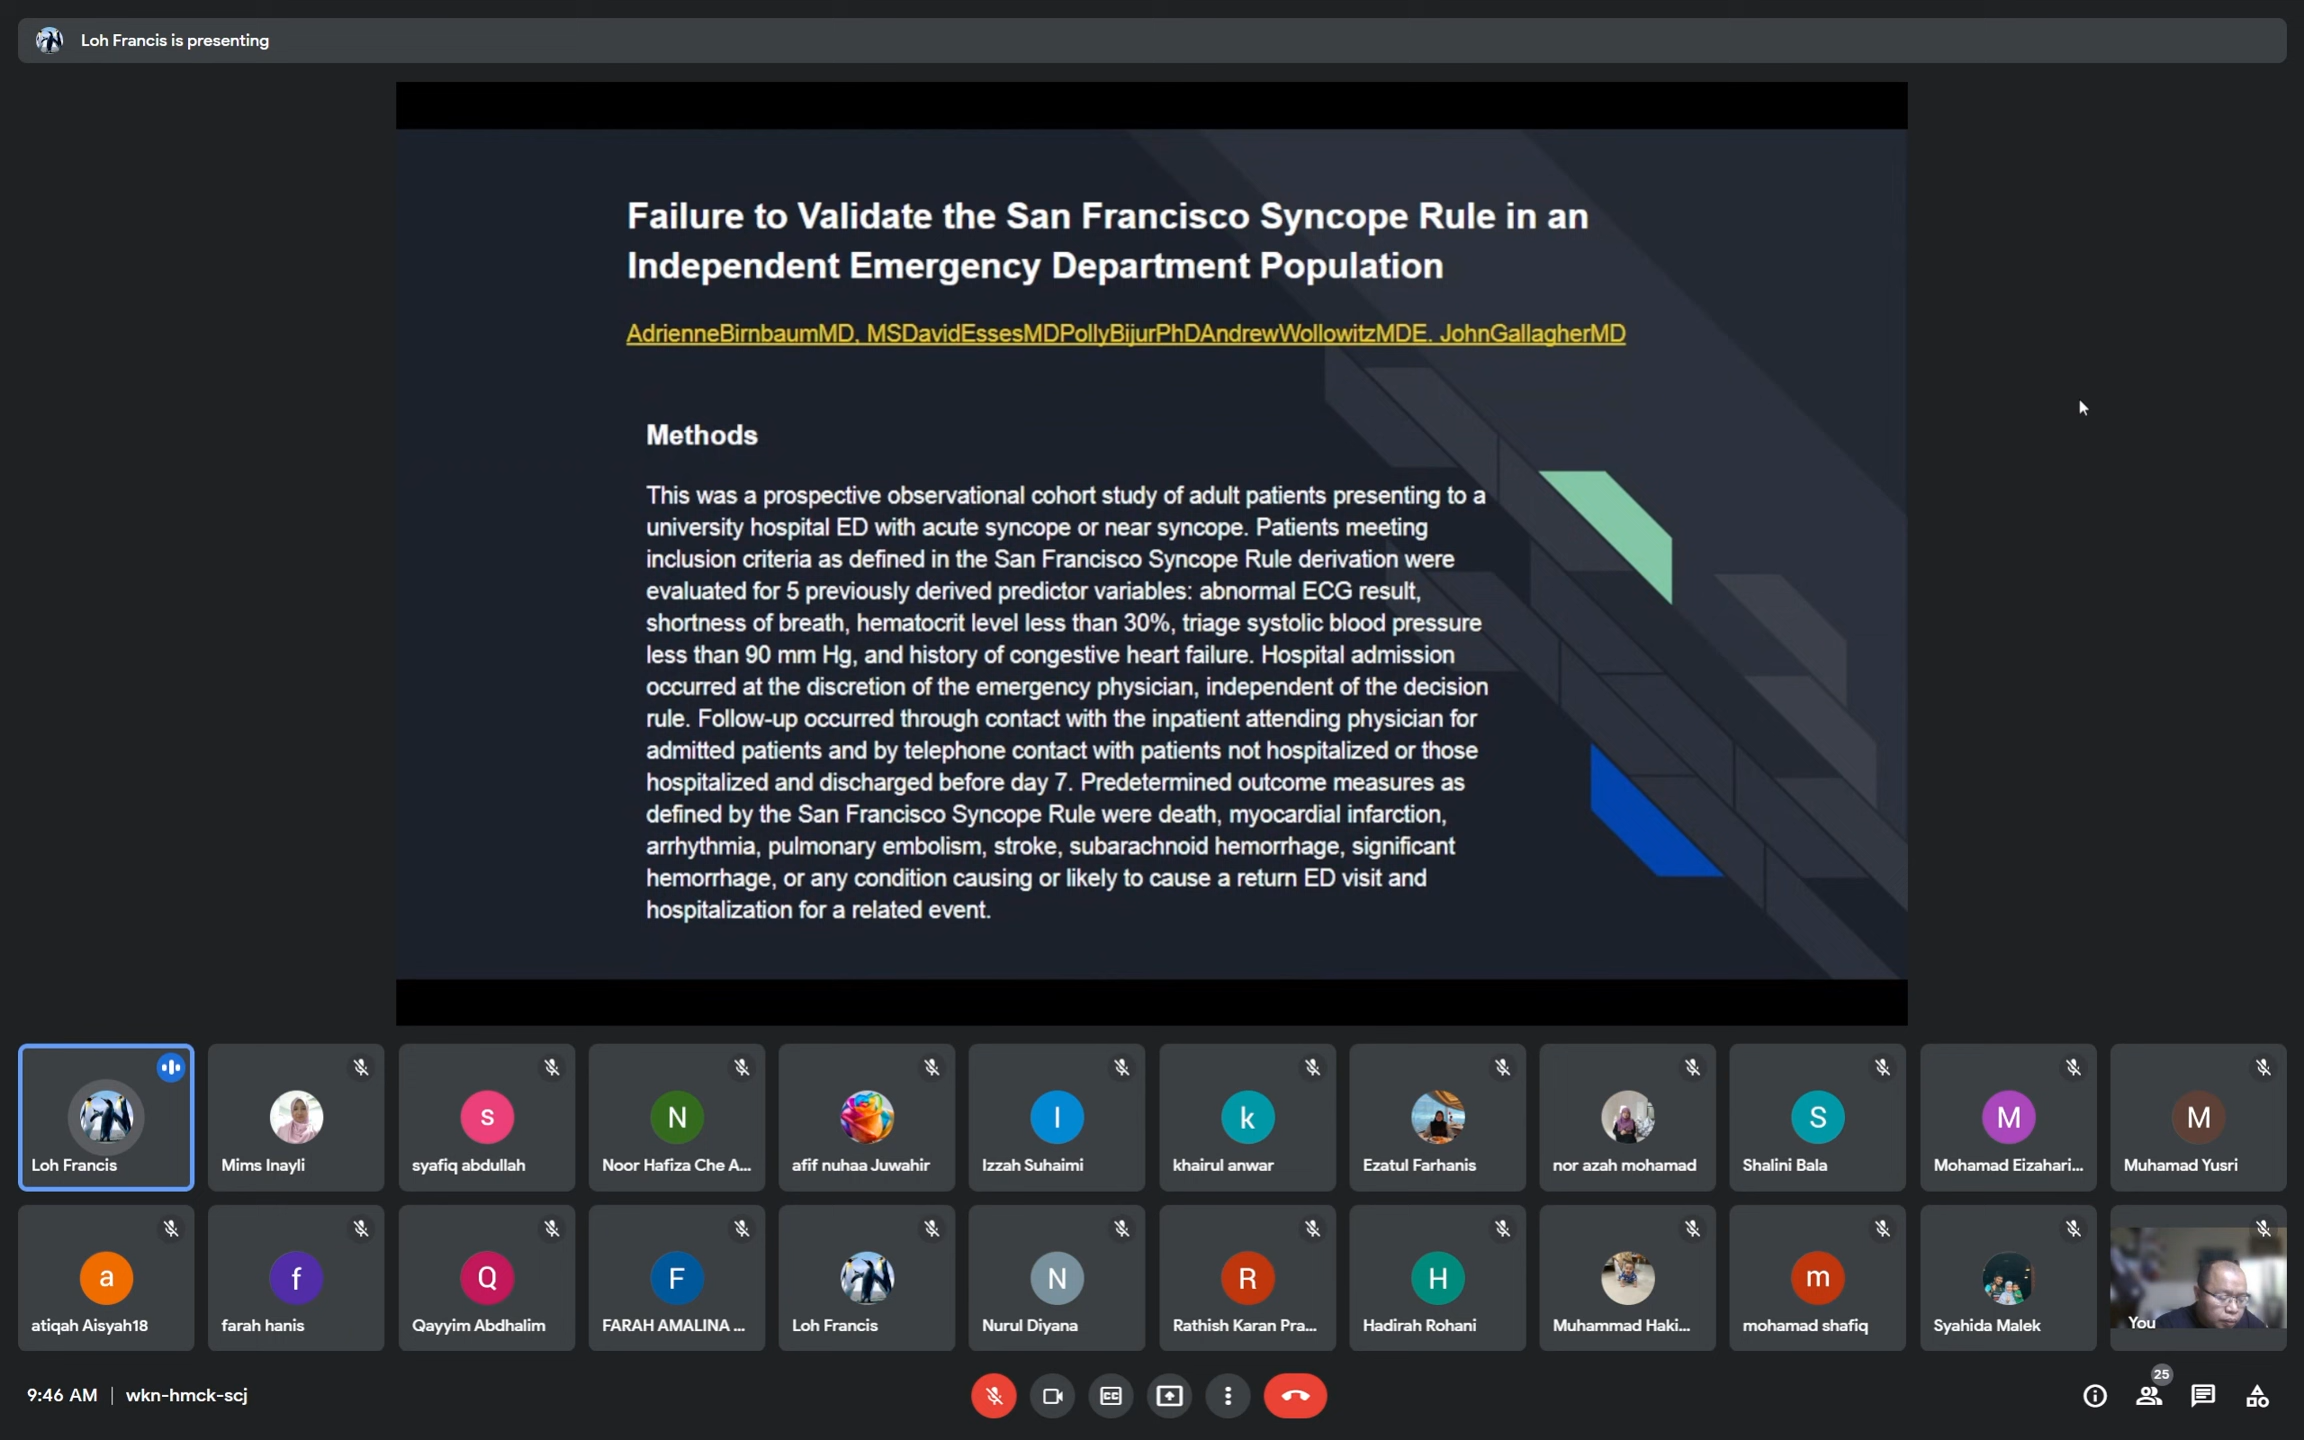 Loh Francis is presenting
Failure to Validate the San Francisco Syncope Rule in an
Independent Emergency Department Population
AdrienneBirnbaumMD, MSDavidEssesMDPollyBijurPhDAndrewWollowitzMDE. JohnGallagherMD
Methods
This was a prospective observational cohort study of adult patients presenting to a
university hospital ED with acute syncope or near syncope. Patients meeting
inclusion criteria as defined in the San Francisco Syncope Rule derivation were
evaluated for 5 previously derived predictor variables: abnormal ECG result,
shortness of breath, hematocrit level less than 30%, triage systolic blood pressure
less than 90 mm Hg, and history of congestive heart failure. Hospital admission
occurred at the discretion of the emergency physician, independent of the decision
rule. Follow-up occurred through contact with the inpatient attending physician for
admitted patients and by telephone contact with patients not hospitalized or those
hospitalized and discharged before day 7. Predetermined outcome measures as
defined by the San Francisco Syncope Rule were death, myocardial infarction,
arrhythmia, pulmonary embolism, stroke, subarachnoid hemorrhage, significant
hemorrhage, or any condition causing or likely to cause a return ED visit and
hospitalization for a related event.
s N I k S M M
Loh Francis Mims Inayli syafiq abdullah Noor Hafiza Che A... afif nuhaa Juwahir Izzah Suhaimi khairul anwar Ezatul Farhanis nor azah mohamad Shalini Bala Mohamad Eizahari... Muhamad Yusri
a f Q F N R H m
atiqah Aisyah18 farah hanis Qayyim Abdhalim FARAH AMALINA ... Loh Francis Nurul Diyana Rathish Karan Pra... Hadirah Rohani Muhammad Haki... mohamad shafiq Syahida Malek You
9:46 AM | wkn-hmck-scj CC 25